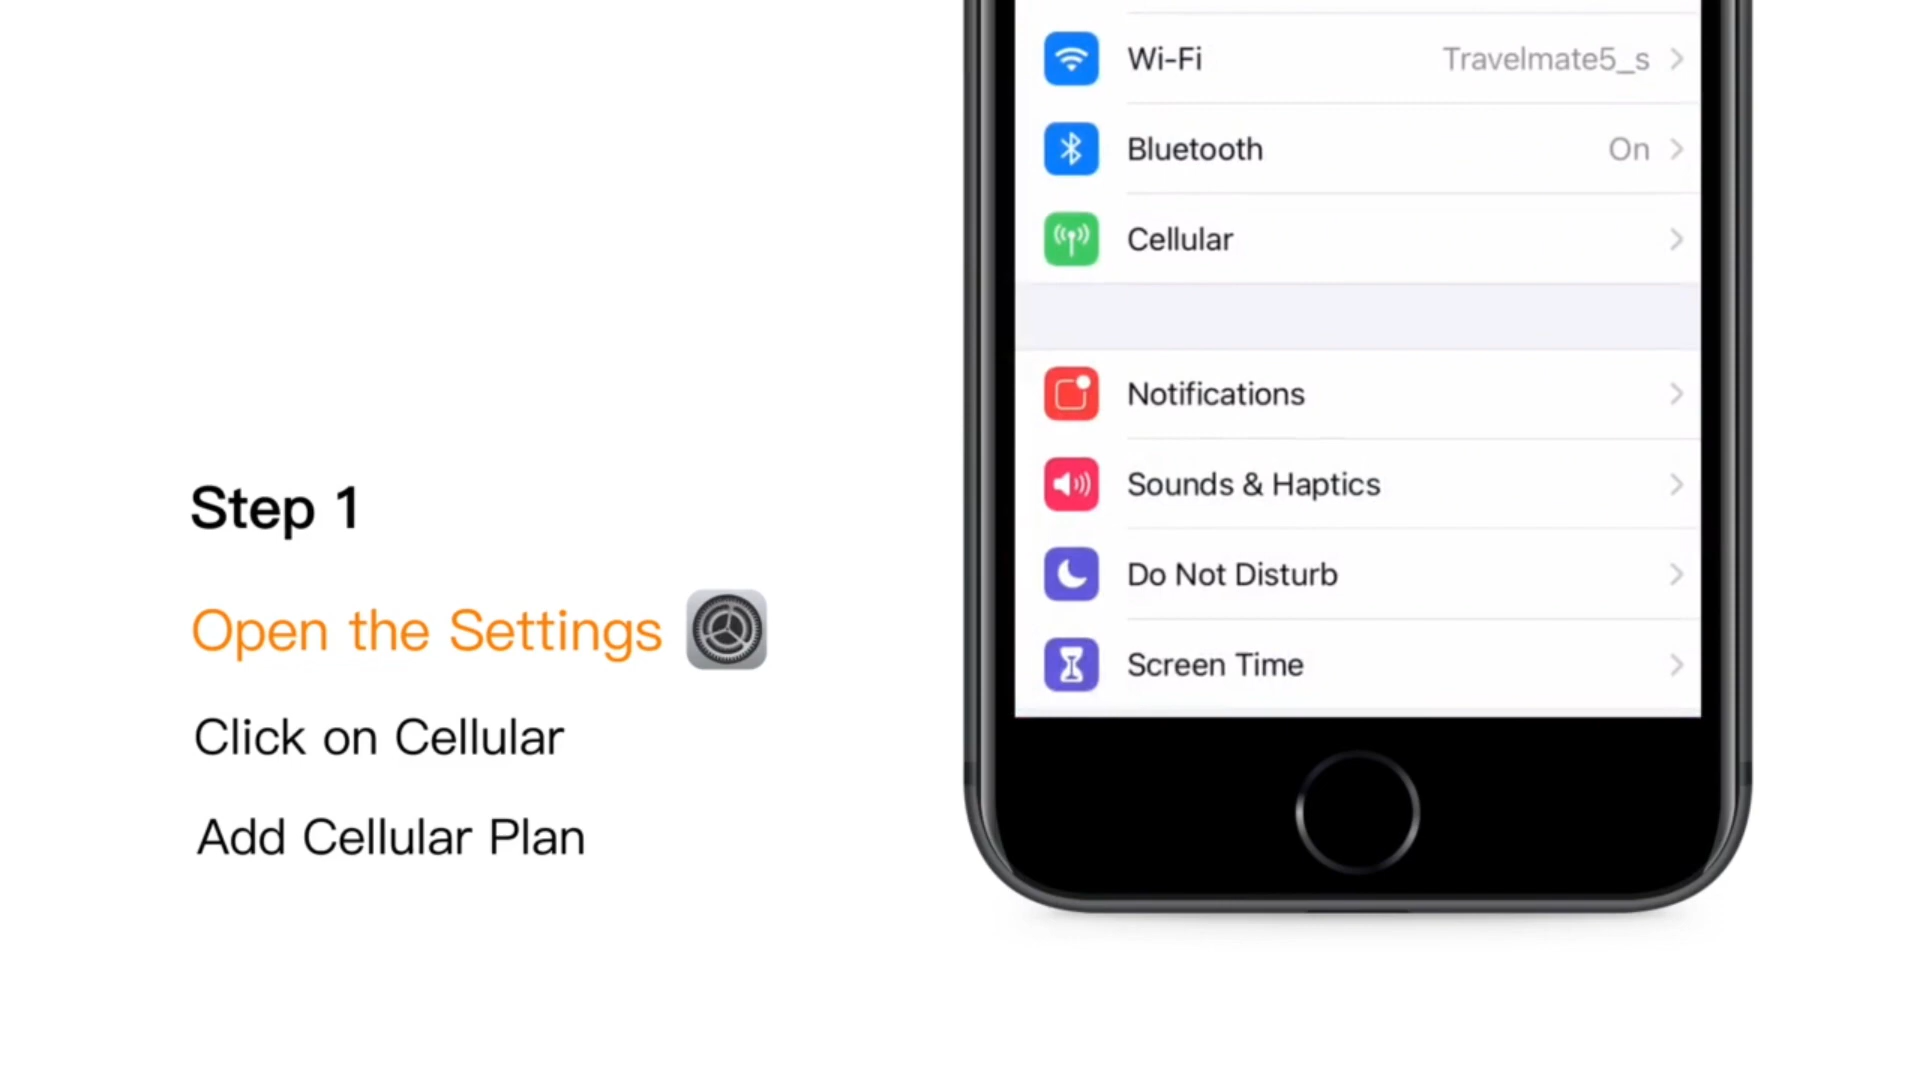 Step 1
Open the Settings
Click on Cellular
Add Cellular Plan
Wi-Fi Travelmate5_s
Bluetooth On
Cellular
Notifications
Sounds & Haptics
Do Not Disturb
Screen Time